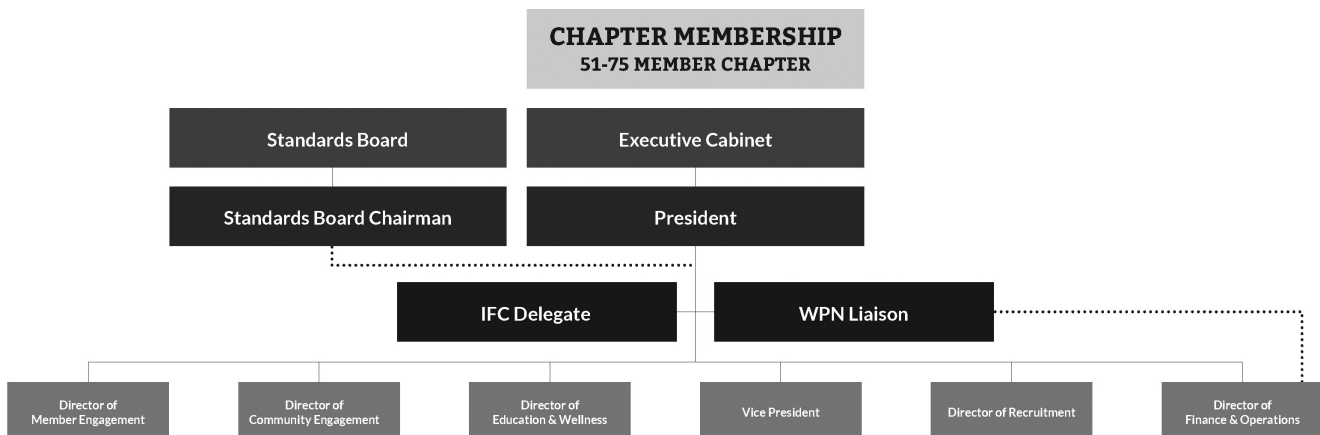 CHAPTER MEMBERSHIP
51-75 MEMBER CHAPTER
Standards Board
Executive Cabinet
Standards Board Chairman
President
IFC Delegate
WPN Liaison
Director of
Member Engagement
Director of
Community Engagement
Director of
Education & Wellness
Vice President
Director of Recruitment
Director of
Finance & Operations